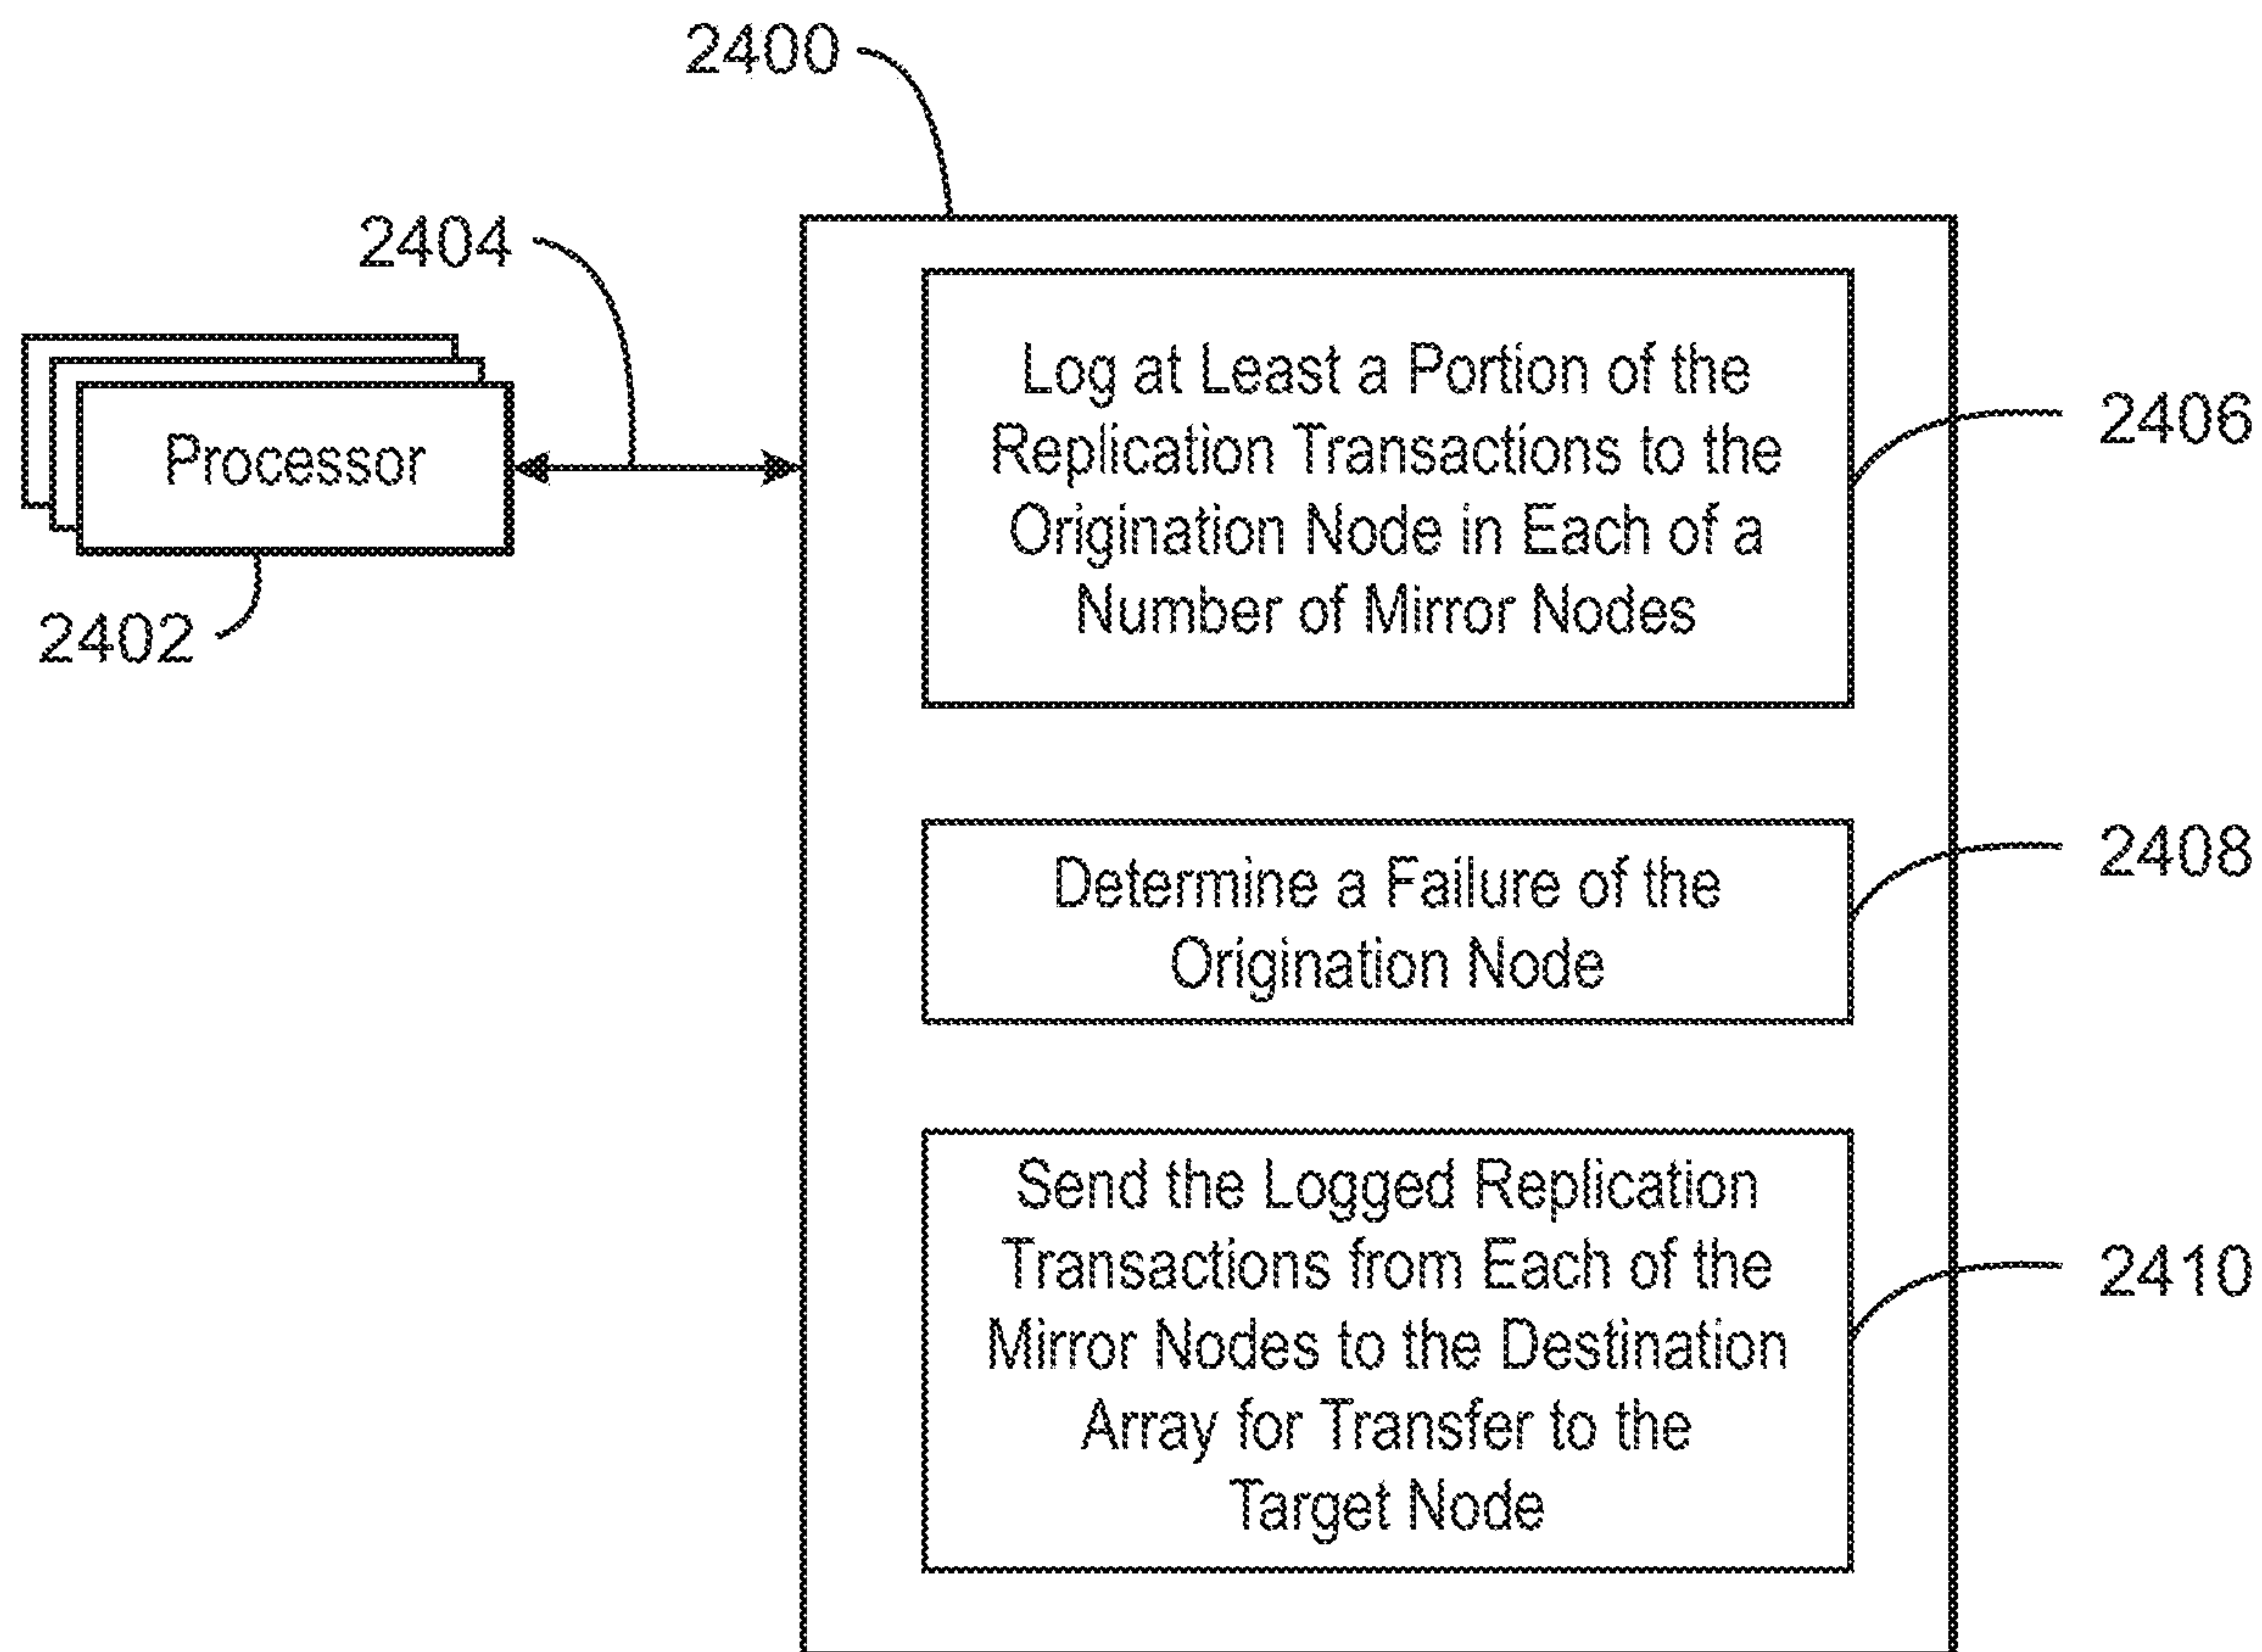 2400
2404
Processor
2402
Log at Least a Portion of the
Replication Transactions to the
Origination Node in Each of a
Number of Mirror Nodes
2406
Determine a Failure of the
Origination Node
2408
Send the Logged Replication
Transactions from Each of the
Mirror Nodes to the Destination
Array for Transfer to the
Target Node
2410